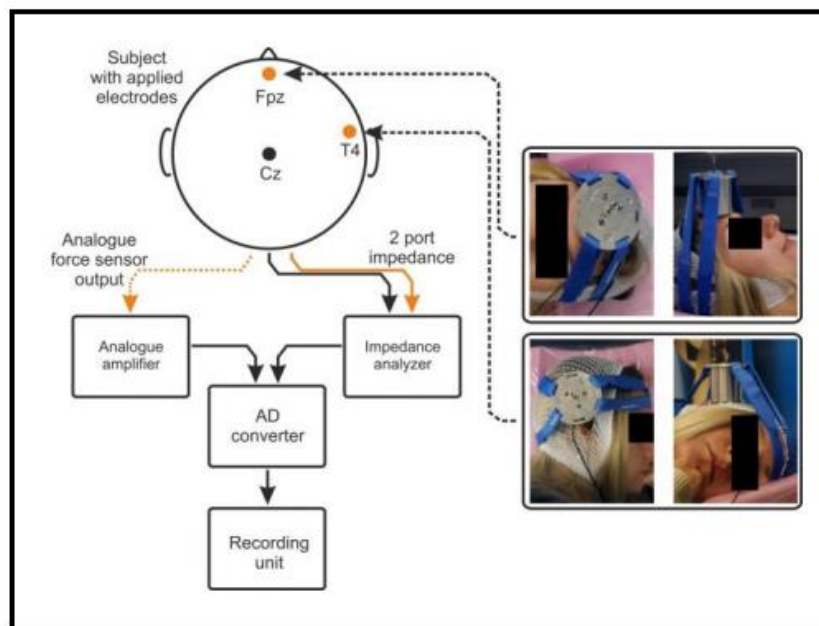 Subject
with applied
electrodes
Fpz
T4
Cz
Analogue
force sensor
output
2 port
impedance
Analogue
amplifier
Impedance
analyzer
AD
converter
Recording
unit